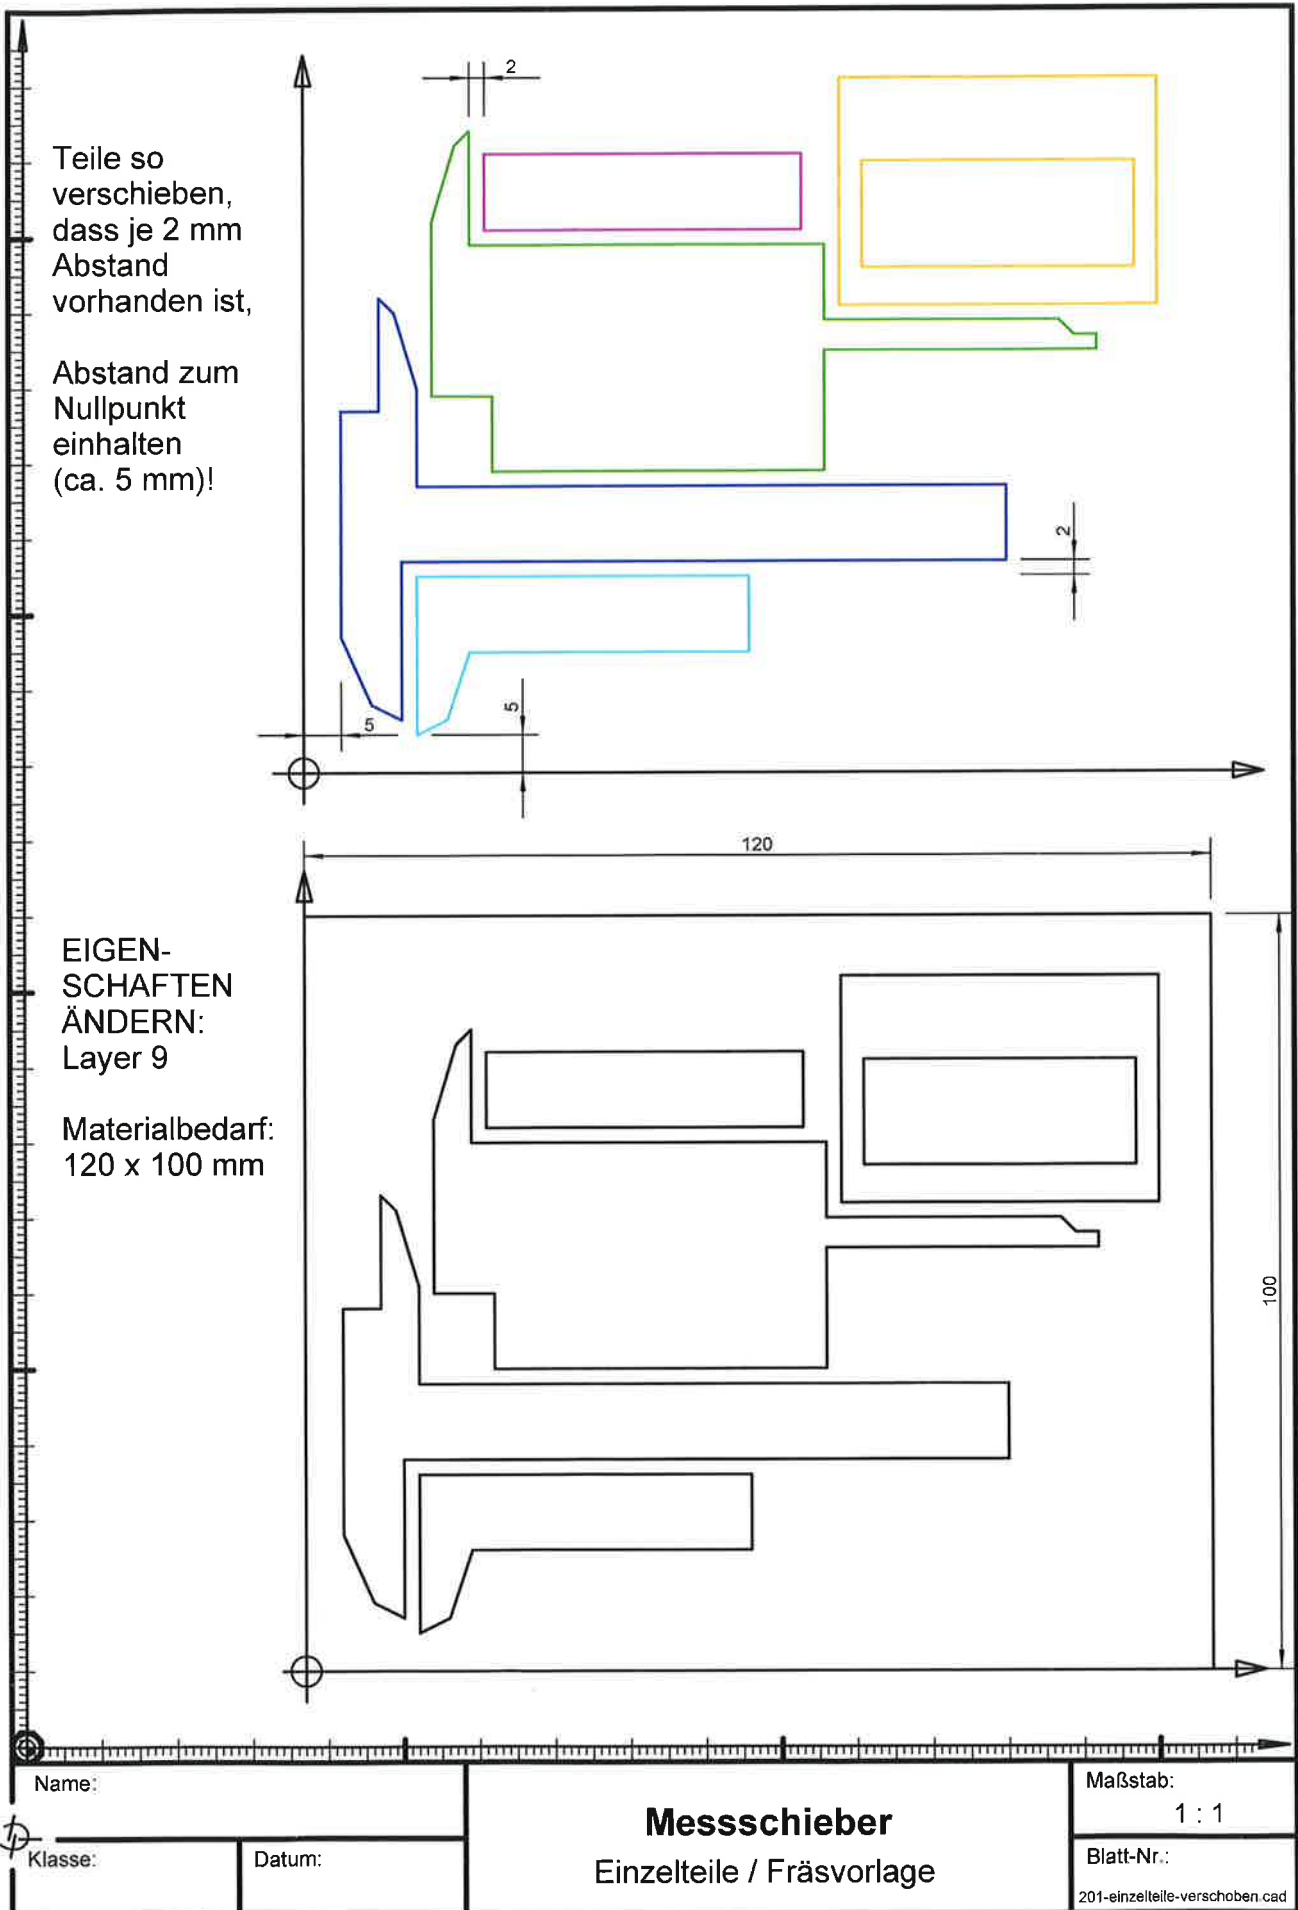 2
Teile so
verschieben,
dass je 2 mm
Abstand
vorhanden ist,
Abstand zum
Nullpunkt
einhalten
(ca. 5 mm)!
2
5
5
120
EIGEN-
SCHAFTEN
ÄNDERN:
Layer 9
Materialbedarf:
120 x 100 mm
100
Name:
Klasse:
Datum:
Messschieber
Einzelteile / Fräsvorlage
Maßstab:
1 : 1
Blatt-Nr.:
201-einzelteile-verschoben.cad